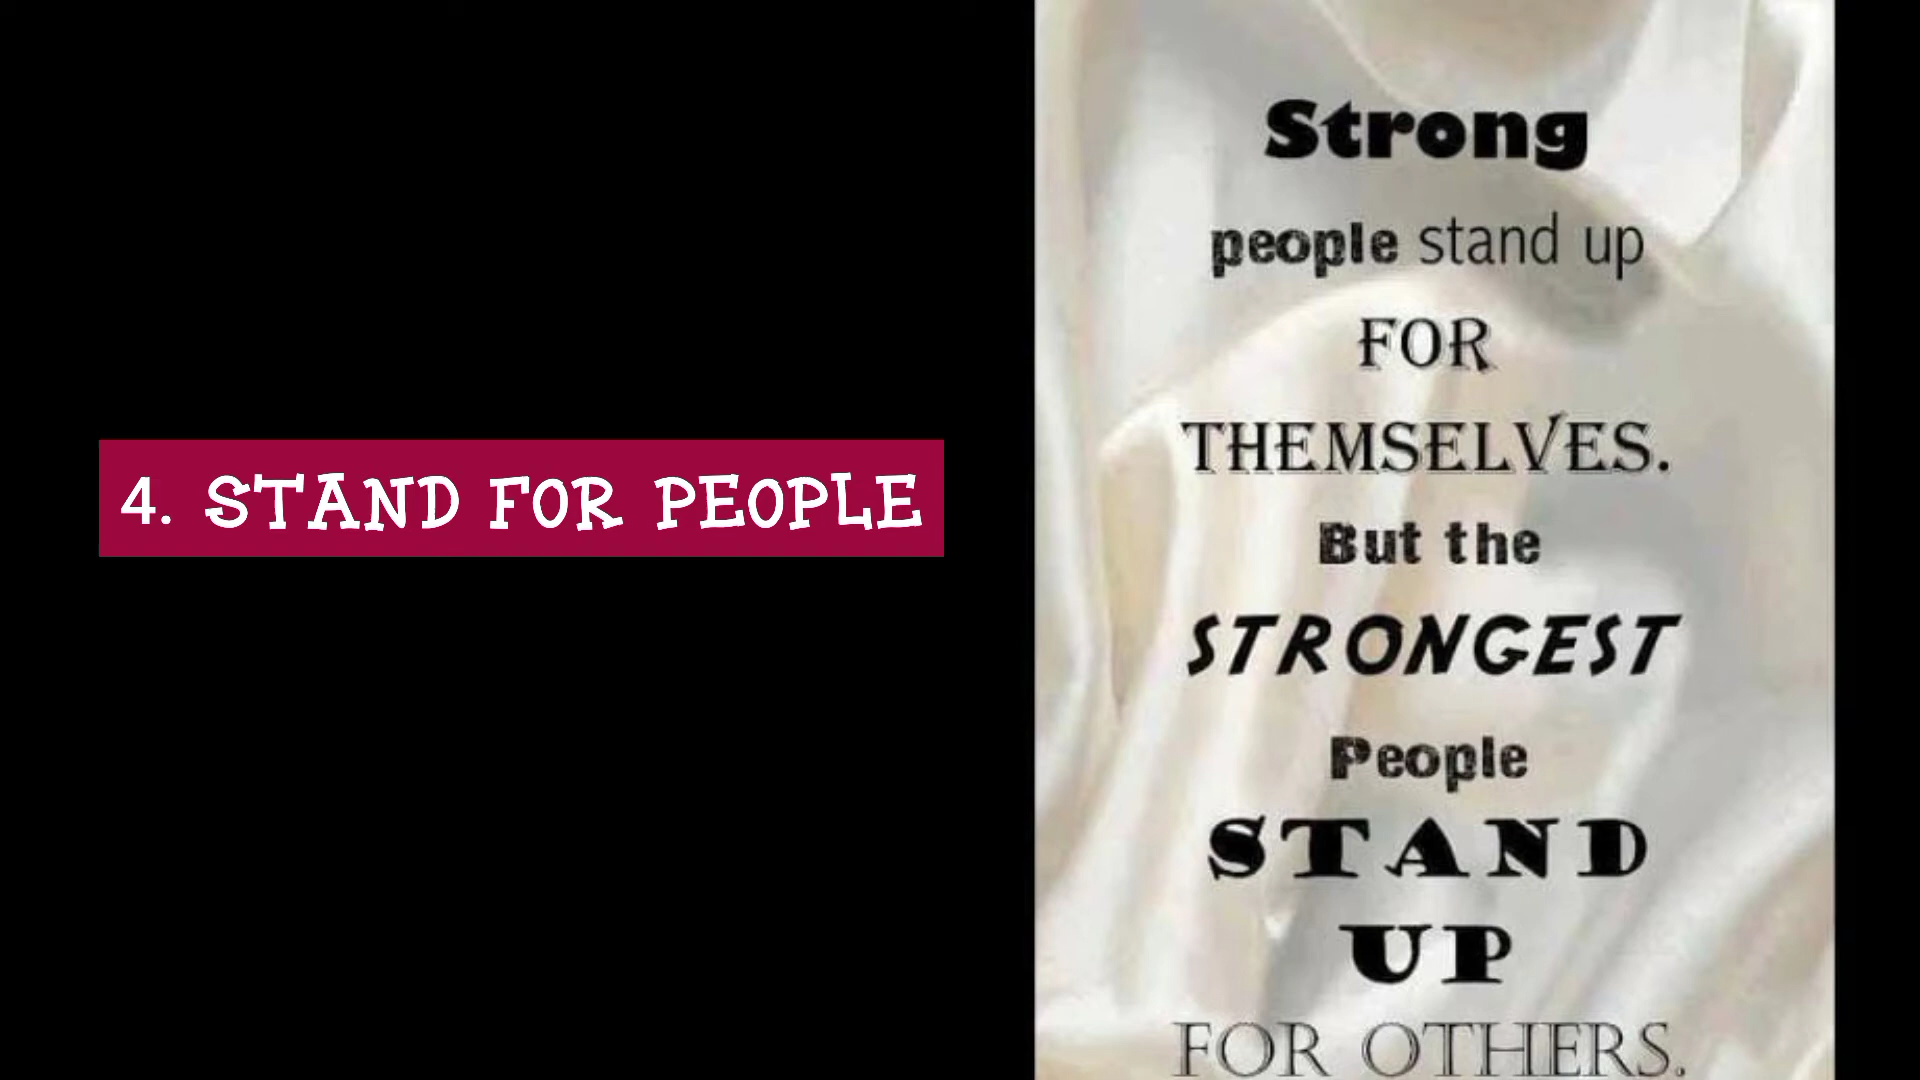 4. STAND FOR PEOPLE
Strong
people stand up
FOR
THEMSELVES.
But the
STRONGEST
People
STAND
UP
FOR OTHERS.